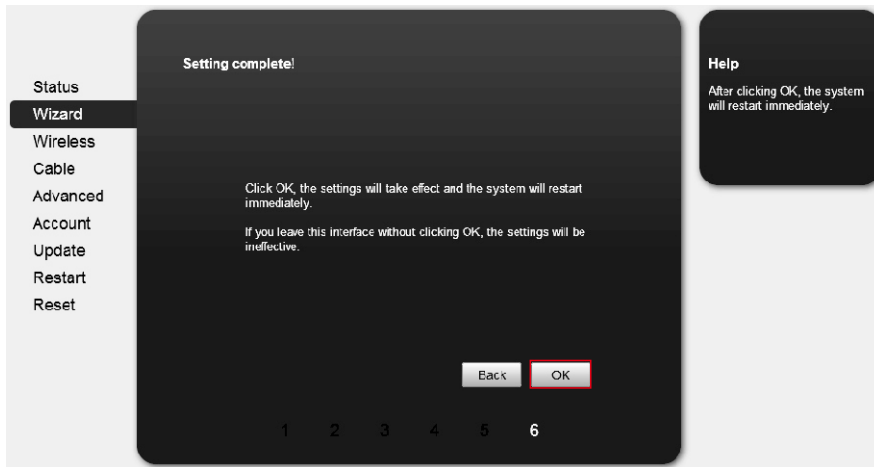 Status
Wizard
Wireless
Cable
Advanced
Account
Update
Restart
Reset
Setting complete!
Click OK, the settings will take effect and the system will restart
immediately.
If you leave this interface without clicking OK, the settings will be
ineffective.
Back OK
1 2 3 4 5 6
Help
After clicking OK, the system
will restart immediately.